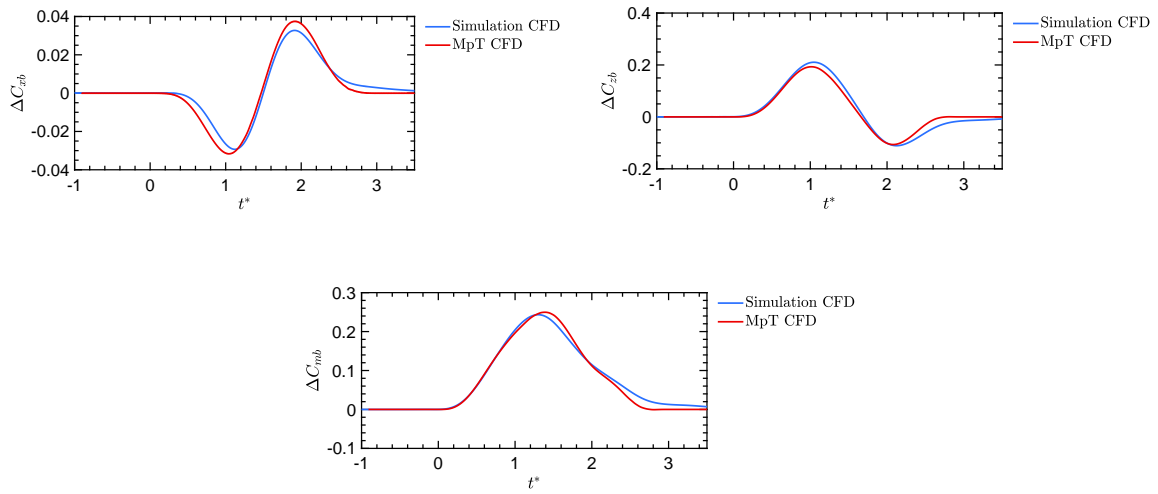 0.04
0.02
0
-0.02
-0.04
ΔC_xb
-1 0 1 2 3
t*
Simulation CFD
MpT CFD
0.4
0.2
0
-0.2
ΔC_zb
-1 0 1 2 3
t*
Simulation CFD
MpT CFD
0.3
0.2
0.1
0
-0.1
ΔC_mb
-1 0 1 2 3
t*
Simulation CFD
MpT CFD